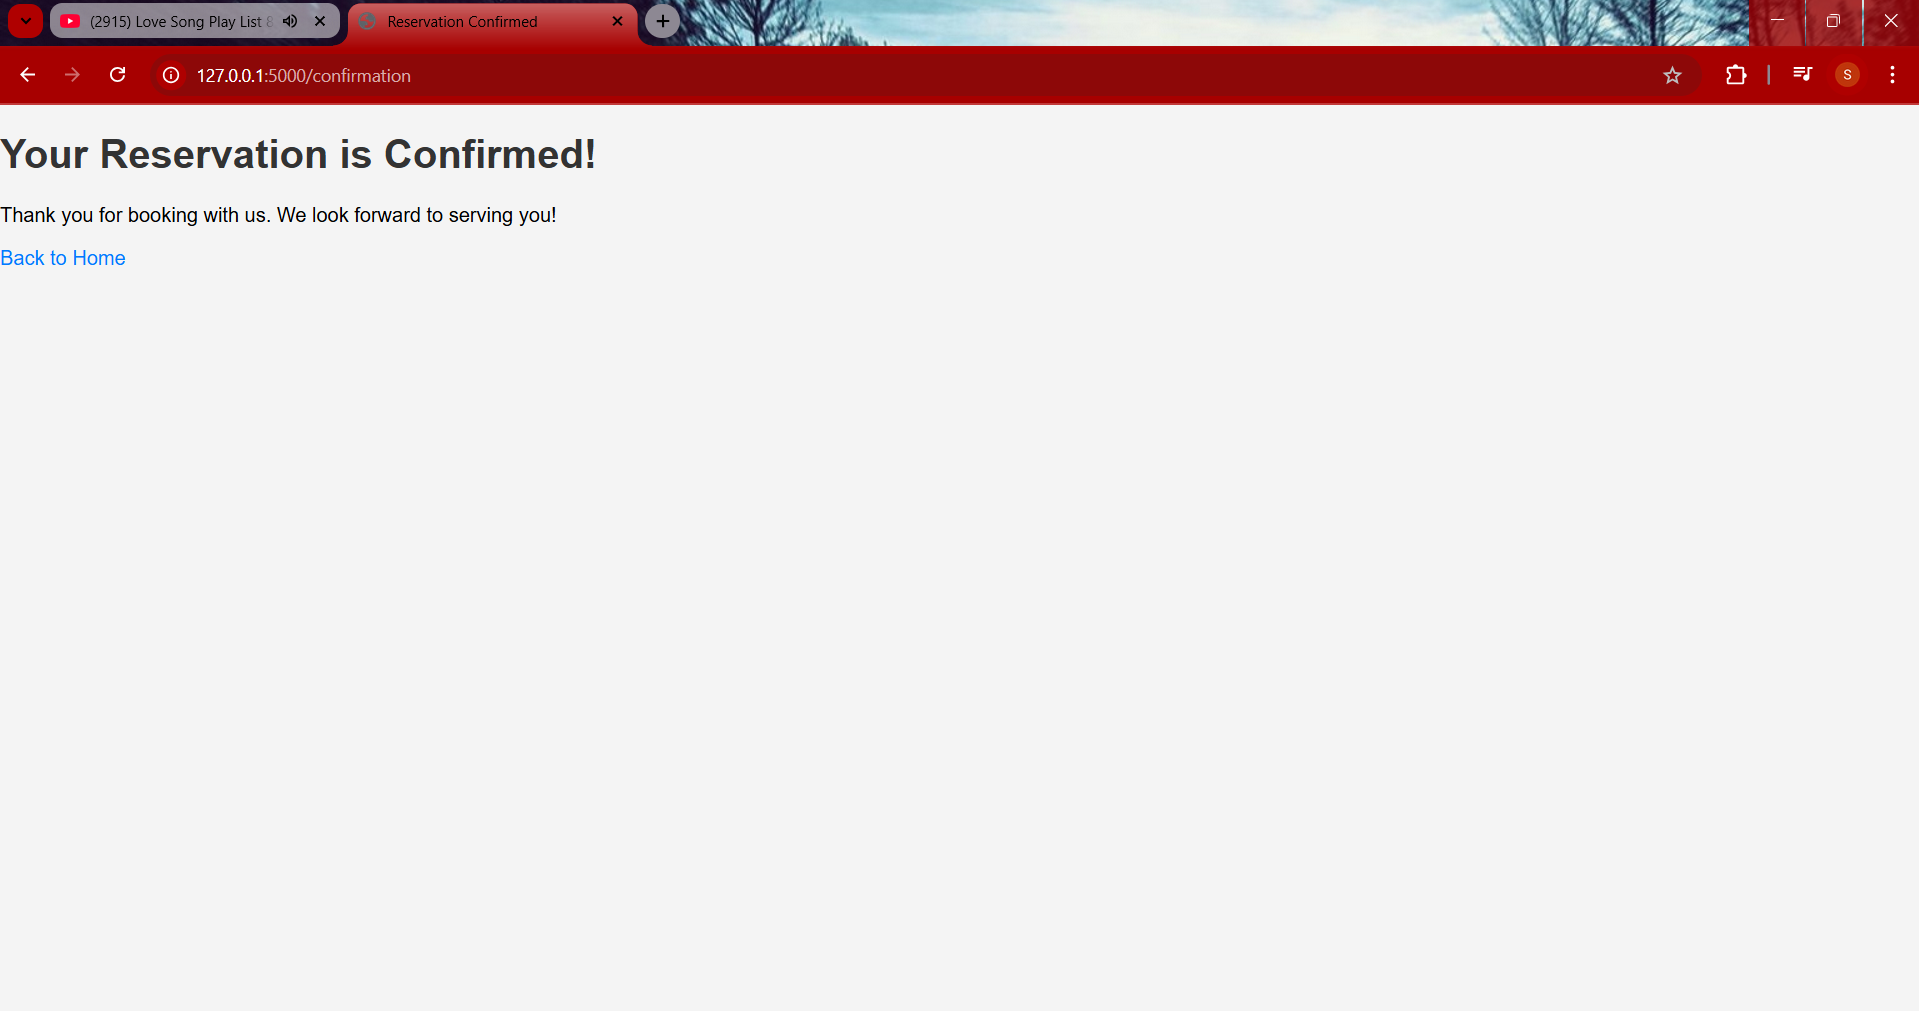 (2915) Love Song Play List &
Reservation Confirmed
127.0.0.1:5000/confirmation
S
Your Reservation is Confirmed!
Thank you for booking with us. We look forward to serving you!
Back to Home